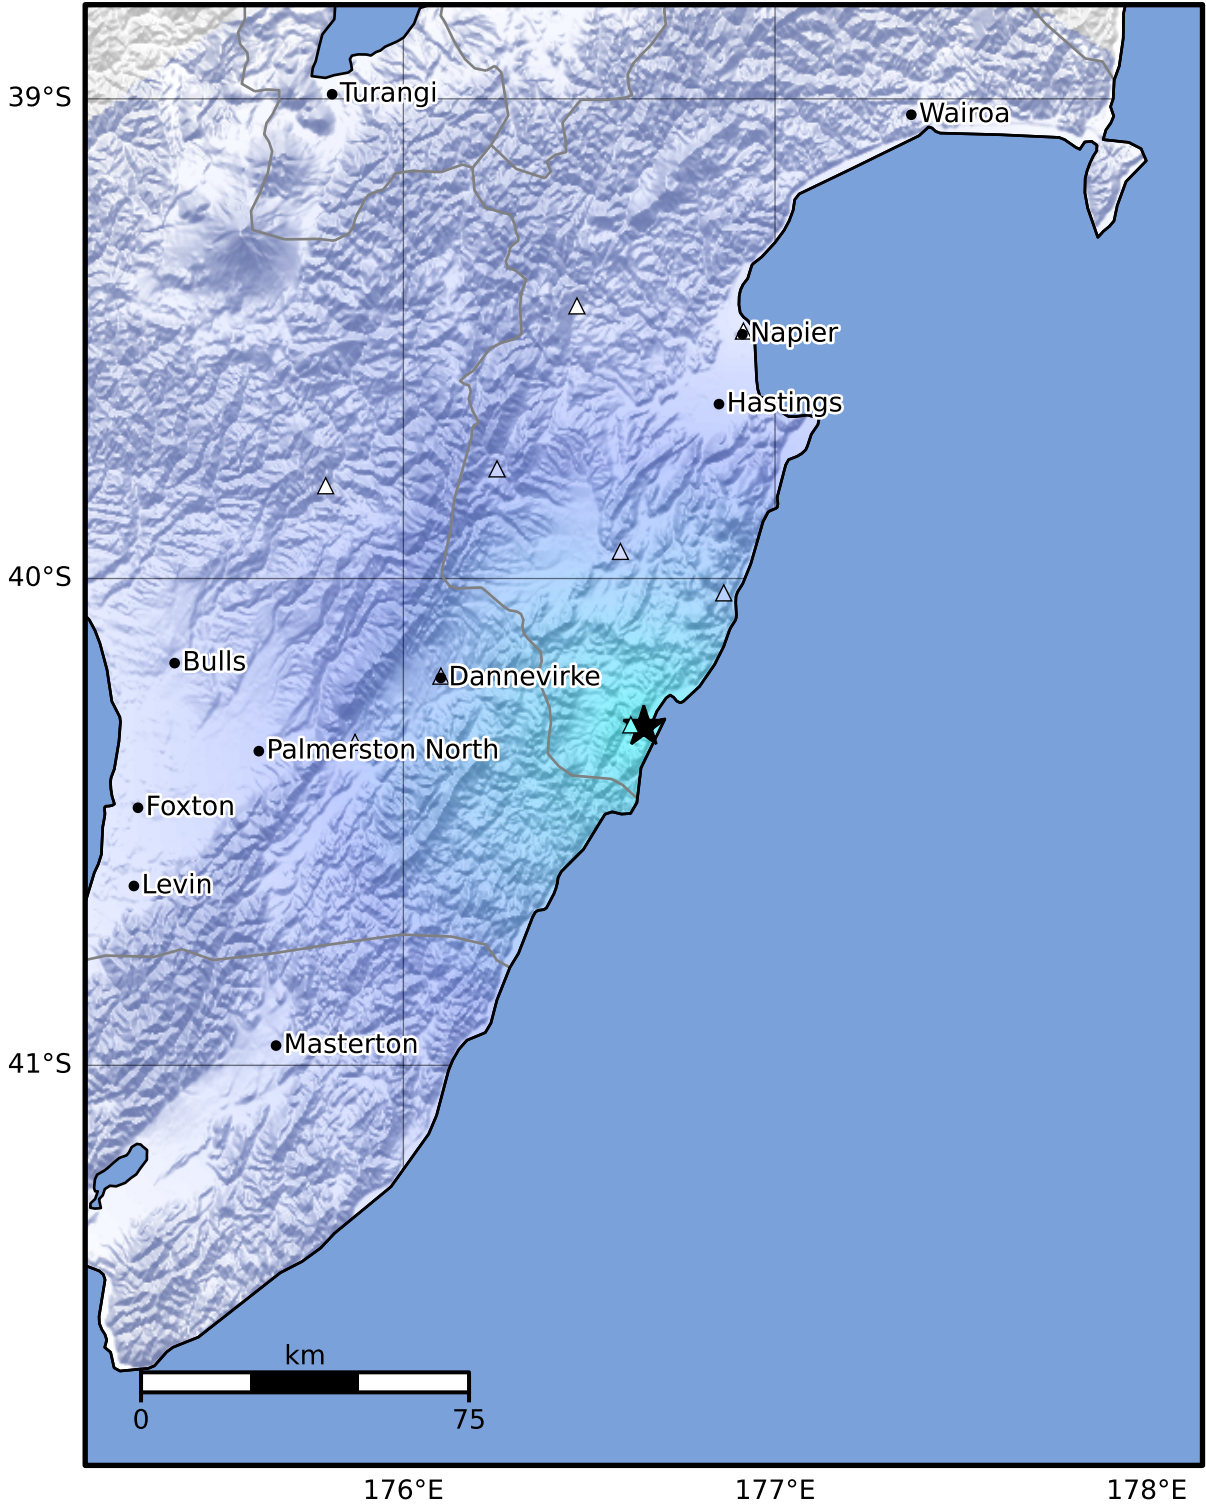 Turangi
39°S
Wairoa
Napier
Hastings
40°S
Bulls
Dannevirke
Palmerston North
Foxton
Levin
Masterton
41°S
km
0
75
176°E
177°E
178°E